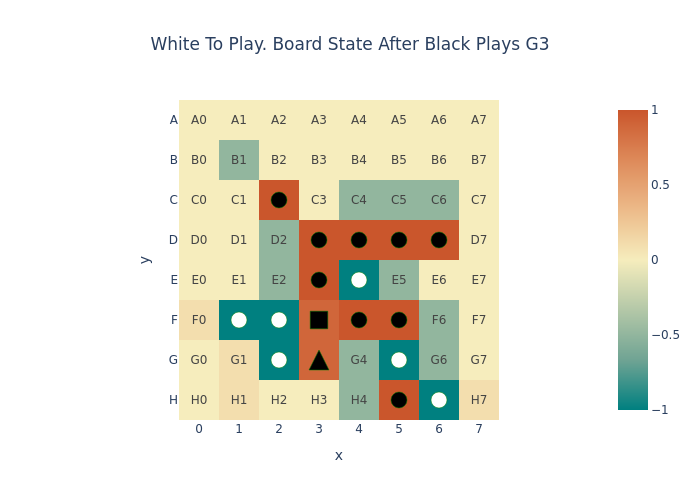 White To Play. Board State After Black Plays G3
A A0 A1 A2 A3 A4 A5 A6 A7
B B0 B1 B2 B3 B4 B5 B6 B7
C C0 C1 C3 C4 C5 C6 C7
D D0 D1 D2 D7
E E0 E1 E2 E5 E6 E7
F F0 F6 F7
G G0 G1 G4 G6 G7
H H0 H1 H2 H3 H4 H7
0 1 2 3 4 5 6 7
x
y
1
0.5
0
−0.5
−1